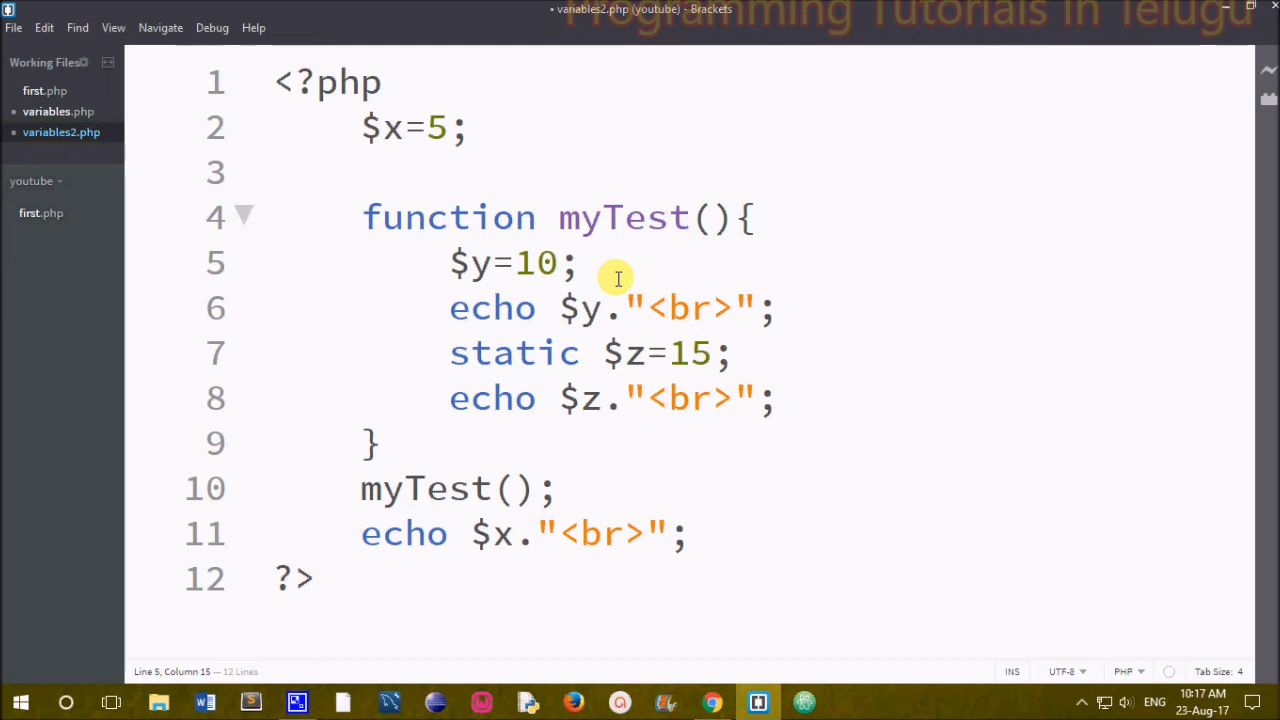 Programming Tutorials in Telugu
• variables2.php (youtube) - Brackets
File Edit Find View Navigate Debug Help
Working Files
first.php
• variables.php
• variables2.php
youtube
first.php
1 <?php
2 $x=5;
3
4 function myTest(){
5 $y=10;
6 echo $y."<br>";
7 static $z=15;
8 echo $z."<br>";
9 }
10 myTest();
11 echo $x."<br>";
12 ?>
Line 5, Column 15 — 12 Lines
INS UTF-8 PHP Tab Size: 4
ENG
10:17 AM
23-Aug-17